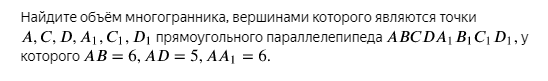 Найдите объём многогранника, вершинами которого являются точки
A, C, D, A₁, C₁, D₁ прямоугольного параллелепипеда ABCDA₁B₁C₁D₁, у
которого AB = 6, AD = 5, AA₁ = 6.